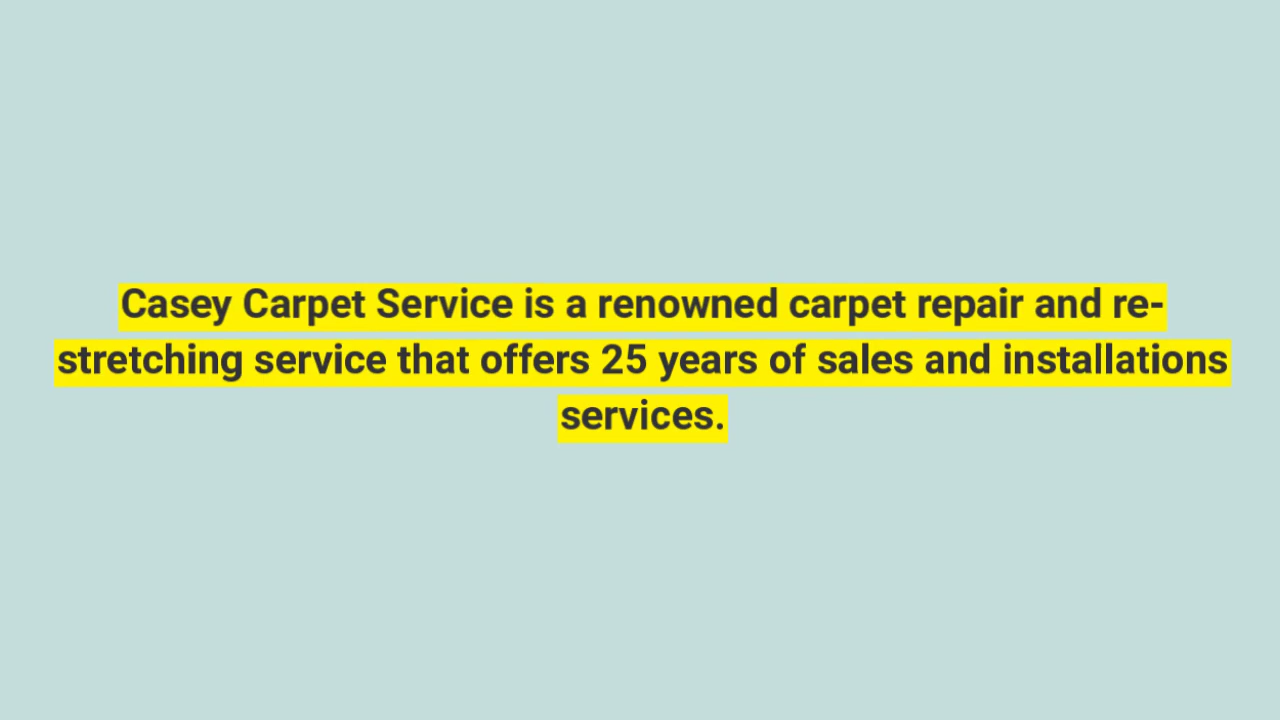 Casey Carpet Service is a renowned carpet repair and re-
stretching service that offers 25 years of sales and installations
services.